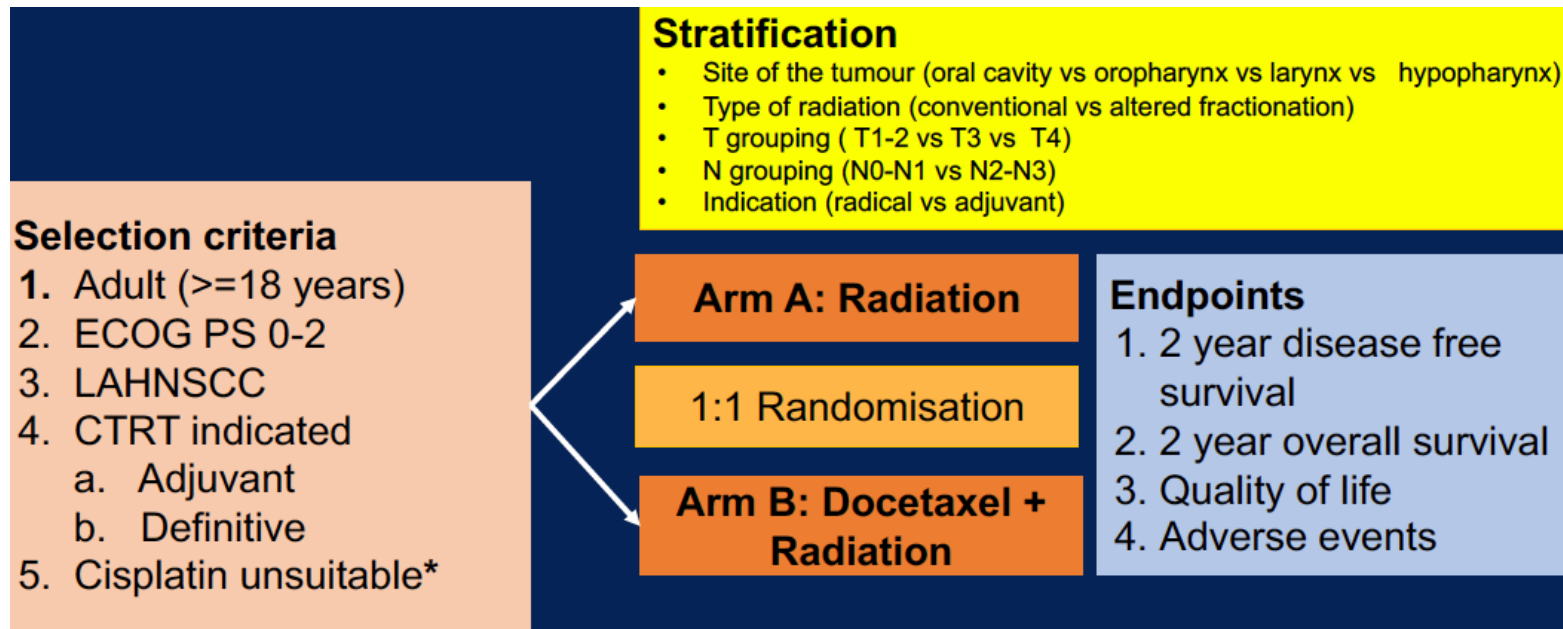 Stratification
• Site of the tumour (oral cavity vs oropharynx vs larynx vs hypopharynx)
• Type of radiation (conventional vs altered fractionation)
• T grouping ( T1-2 vs T3 vs T4)
• N grouping (N0-N1 vs N2-N3)
• Indication (radical vs adjuvant)
Selection criteria
1. Adult (>=18 years)
2. ECOG PS 0-2
3. LAHNSCC
4. CTRT indicated
a. Adjuvant
b. Definitive
5. Cisplatin unsuitable*
Arm A: Radiation
1:1 Randomisation
Arm B: Docetaxel +
Radiation
Endpoints
1. 2 year disease free
survival
2. 2 year overall survival
3. Quality of life
4. Adverse events